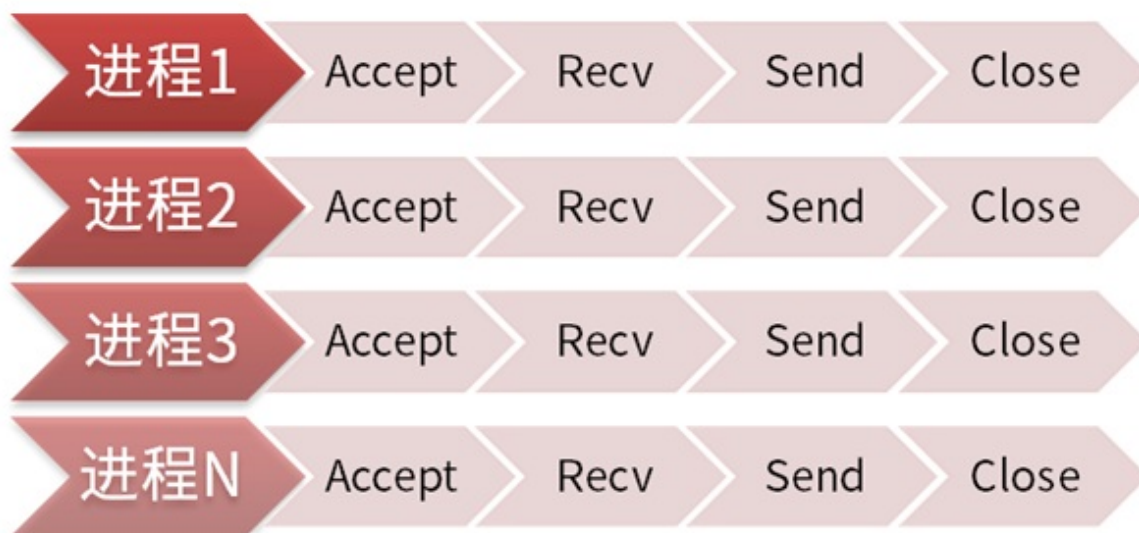 进程1 Accept Recv Send Close
进程2 Accept Recv Send Close
进程3 Accept Recv Send Close
进程N Accept Recv Send Close